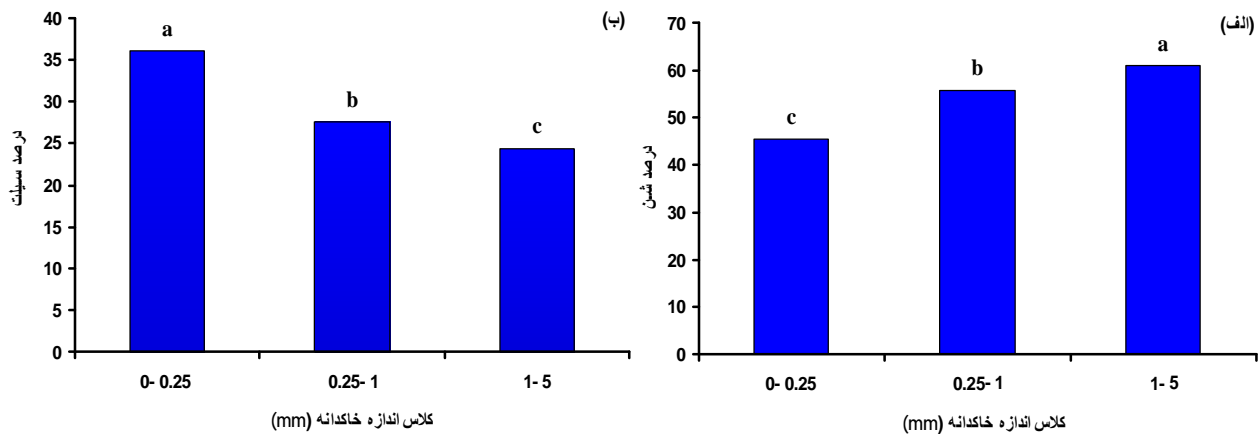 (الف)
70
60
50
40
30
20
10
0
درصد شن
c
b
a
0- 0.25
0.25- 1
1- 5
کلاس اندازه خاکدانه (mm)
(ب)
40
35
30
25
20
15
10
5
0
درصد سیلت
a
b
c
0- 0.25
0.25- 1
1- 5
کلاس اندازه خاکدانه (mm)